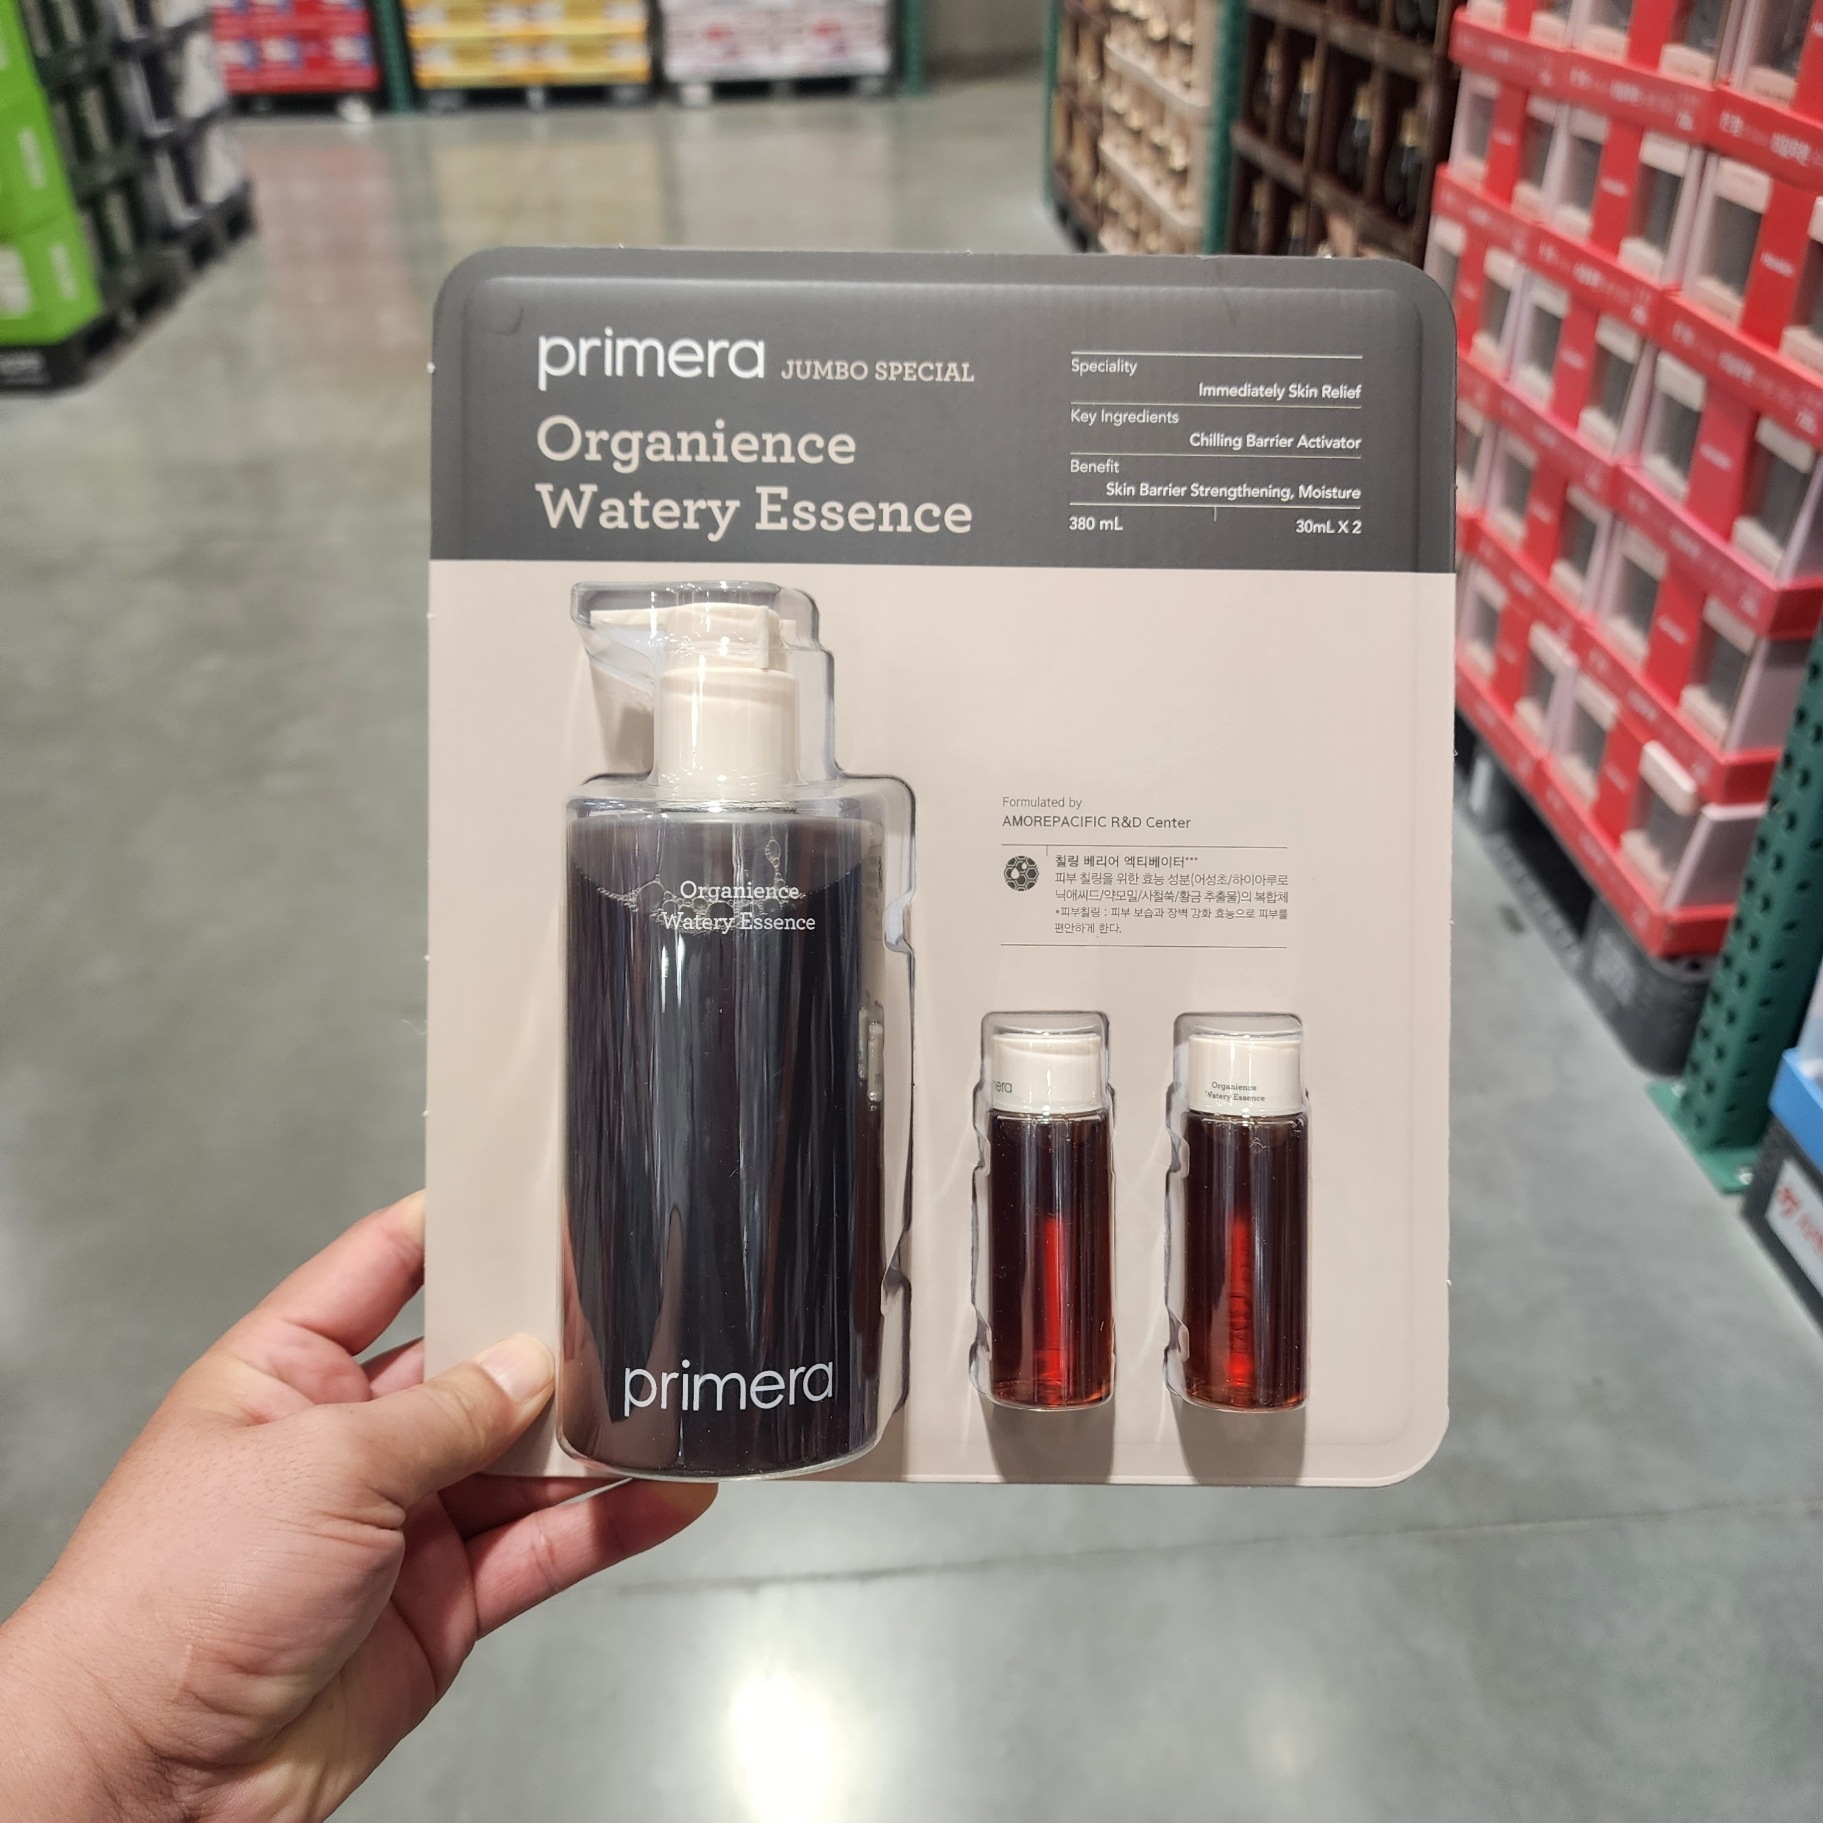 primera JUMBO SPECIAL
Organience
Watery Essence
Speciality
Immediately Skin Relief
Key Ingredients
Chilling Barrier Activator
Benefit
Skin Barrier Strengthening, Moisture
380 mL 30mL X 2
Formulated by
AMOREPACIFIC R&D Center
칠링 베리어 엑티베이터***
피부 칠링을 위한 효능 성분(어성초/하이아루로
닉애씨드/약모밀/사철쑥/황금 추출물)의 복합체
*피부칠링 : 피부 보습과 장벽 강화 효능으로 피부를
편안하게 한다.
Organience
Watery Essence
primera
era
Organience
Watery Essence